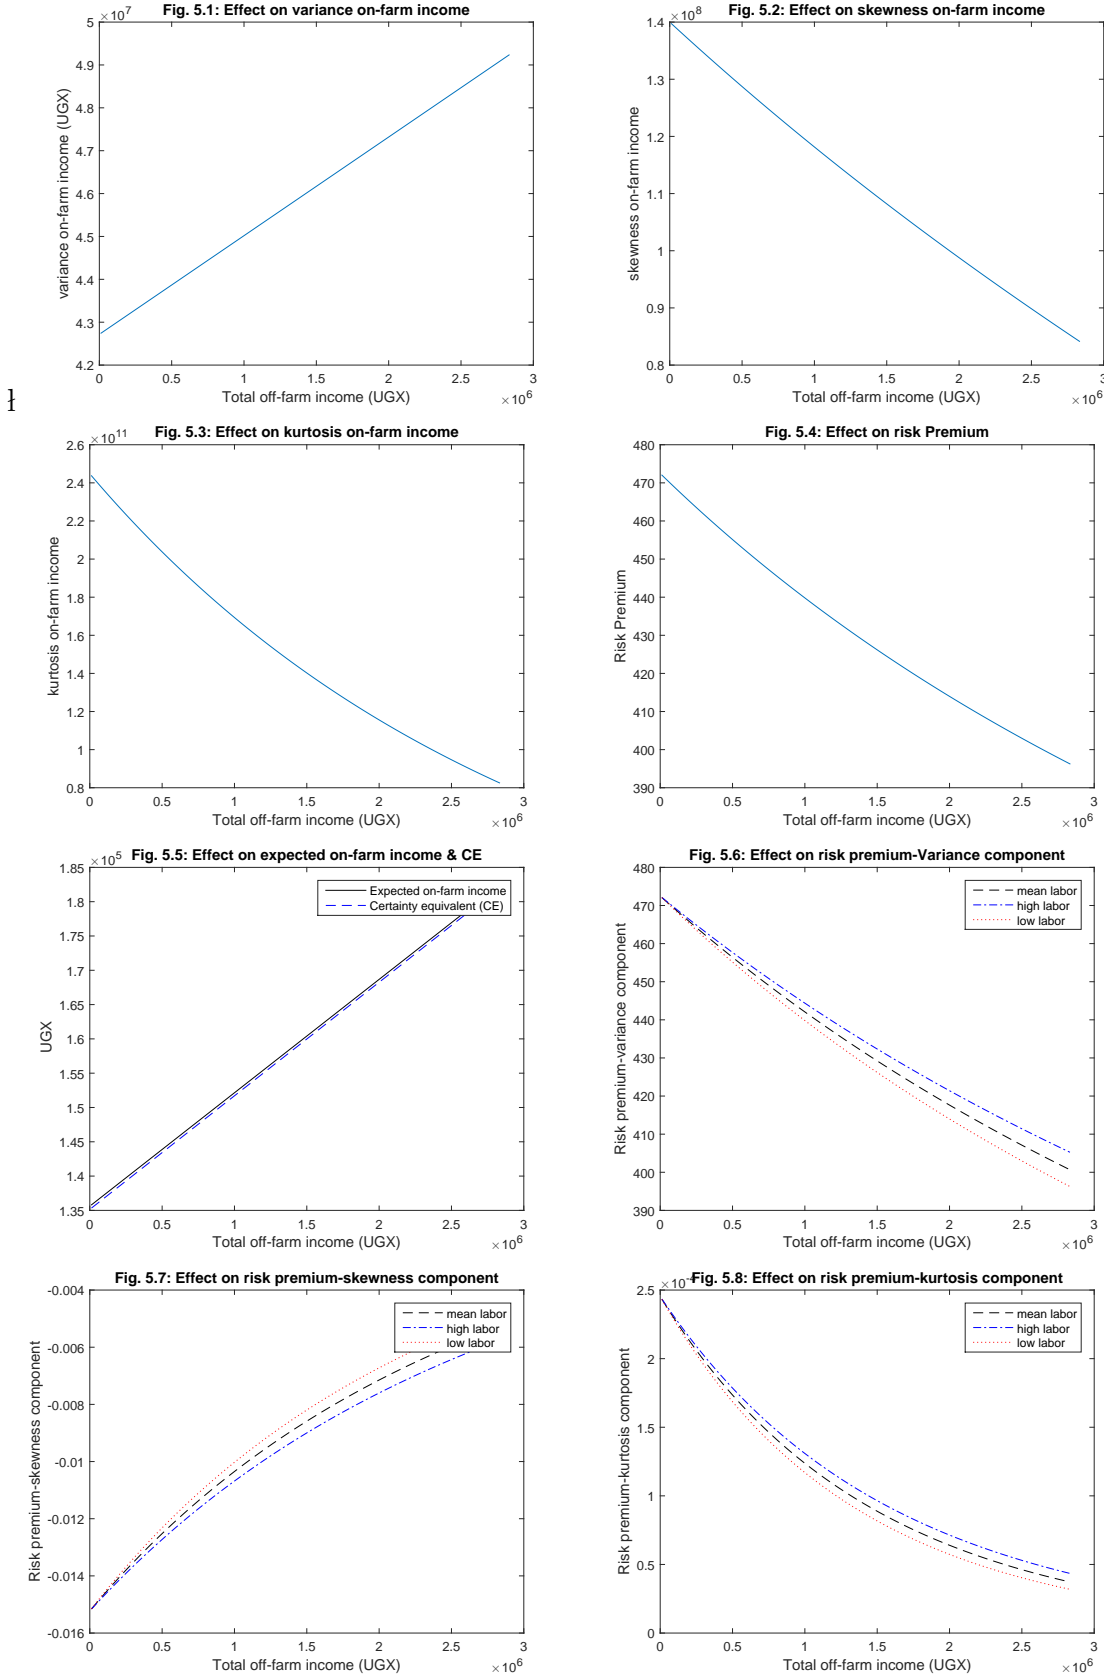 Fig. 5.1: Effect on variance on-farm income
×10^7
variance on-farm income (UGX)
5
4.9
4.8
4.7
4.6
4.5
4.4
4.3
4.2
0 0.5 1 1.5 2 2.5 3
Total off-farm income (UGX)
×10^6
Fig. 5.2: Effect on skewness on-farm income
×10^8
skewness on-farm income
1.4
1.3
1.2
1.1
1
0.9
0.8
0 0.5 1 1.5 2 2.5 3
Total off-farm income (UGX)
×10^6
ł
Fig. 5.3: Effect on kurtosis on-farm income
×10^11
kurtosis on-farm income
2.6
2.4
2.2
2
1.8
1.6
1.4
1.2
1
0.8
0 0.5 1 1.5 2 2.5 3
Total off-farm income (UGX)
×10^6
Fig. 5.4: Effect on risk Premium
Risk Premium
480
470
460
450
440
430
420
410
400
390
0 0.5 1 1.5 2 2.5 3
Total off-farm income (UGX)
×10^6
Fig. 5.5: Effect on expected on-farm income & CE
×10^5
UGX
1.85
1.8
1.75
1.7
1.65
1.6
1.55
1.5
1.45
1.4
1.35
Expected on-farm income
Certainty equivalent (CE)
0 0.5 1 1.5 2 2.5 3
Total off-farm income (UGX)
×10^6
Fig. 5.6: Effect on risk premium-Variance component
Risk premium-variance component
480
470
460
450
440
430
420
410
400
390
mean labor
high labor
low labor
0 0.5 1 1.5 2 2.5 3
Total off-farm income (UGX)
×10^6
Fig. 5.7: Effect on risk premium-skewness component
Risk premium-skewness component
-0.004
-0.006
-0.008
-0.01
-0.012
-0.014
-0.016
mean labor
high labor
low labor
0 0.5 1 1.5 2 2.5 3
Total off-farm income (UGX)
×10^6
Fig. 5.8: Effect on risk premium-kurtosis component
×10
Risk premium-kurtosis component
2.5
2
1.5
1
0.5
0
mean labor
high labor
low labor
0 0.5 1 1.5 2 2.5 3
Total off-farm income (UGX)
×10^6